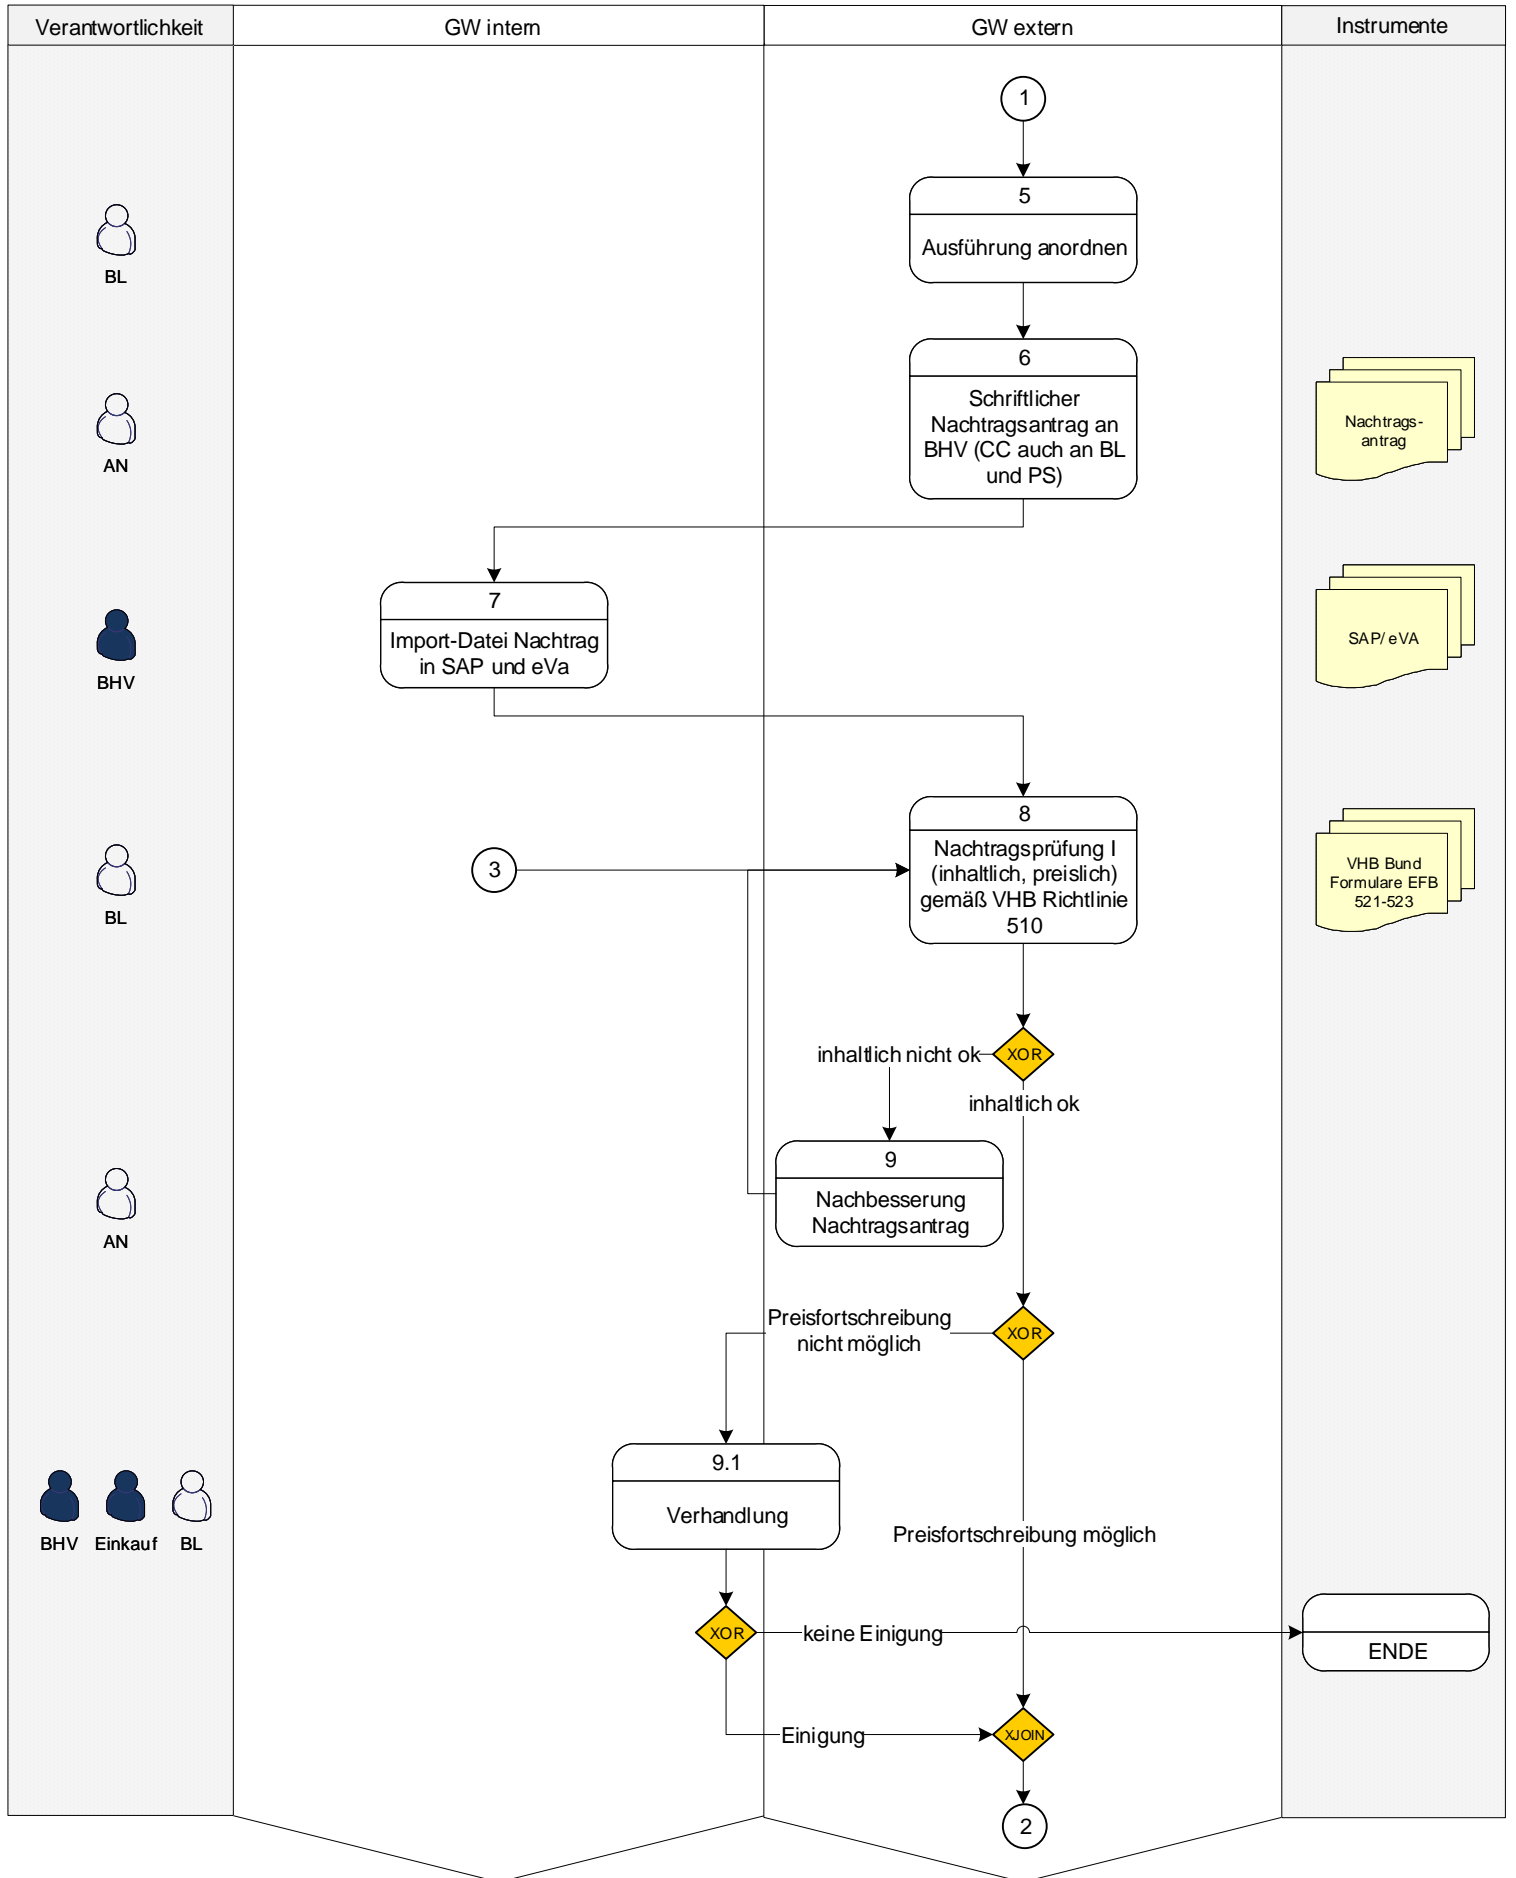 Verantwortlichkeit
GW intern
GW extern
Instrumente
1
5
Ausführung anordnen
BL
6
Schriftlicher
Nachtragsantrag an
BHV (CC auch an BL
und PS)
AN
Nachtrags-
antrag
7
Import-Datei Nachtrag
in SAP und eVa
BHV
SAP/ eVA
8
Nachtragsprüfung I
(inhaltlich, preislich)
gemäß VHB Richtlinie
510
3
BL
VHB Bund
Formulare EFB
521-523
XOR
inhaltlich nicht ok
inhaltlich ok
9
Nachbesserung
Nachtragsantrag
AN
Preisfortschreibung
nicht möglich
XOR
9.1
Verhandlung
BHV
Einkauf
BL
Preisfortschreibung möglich
XOR
keine Einigung
ENDE
Einigung
XJOIN
2